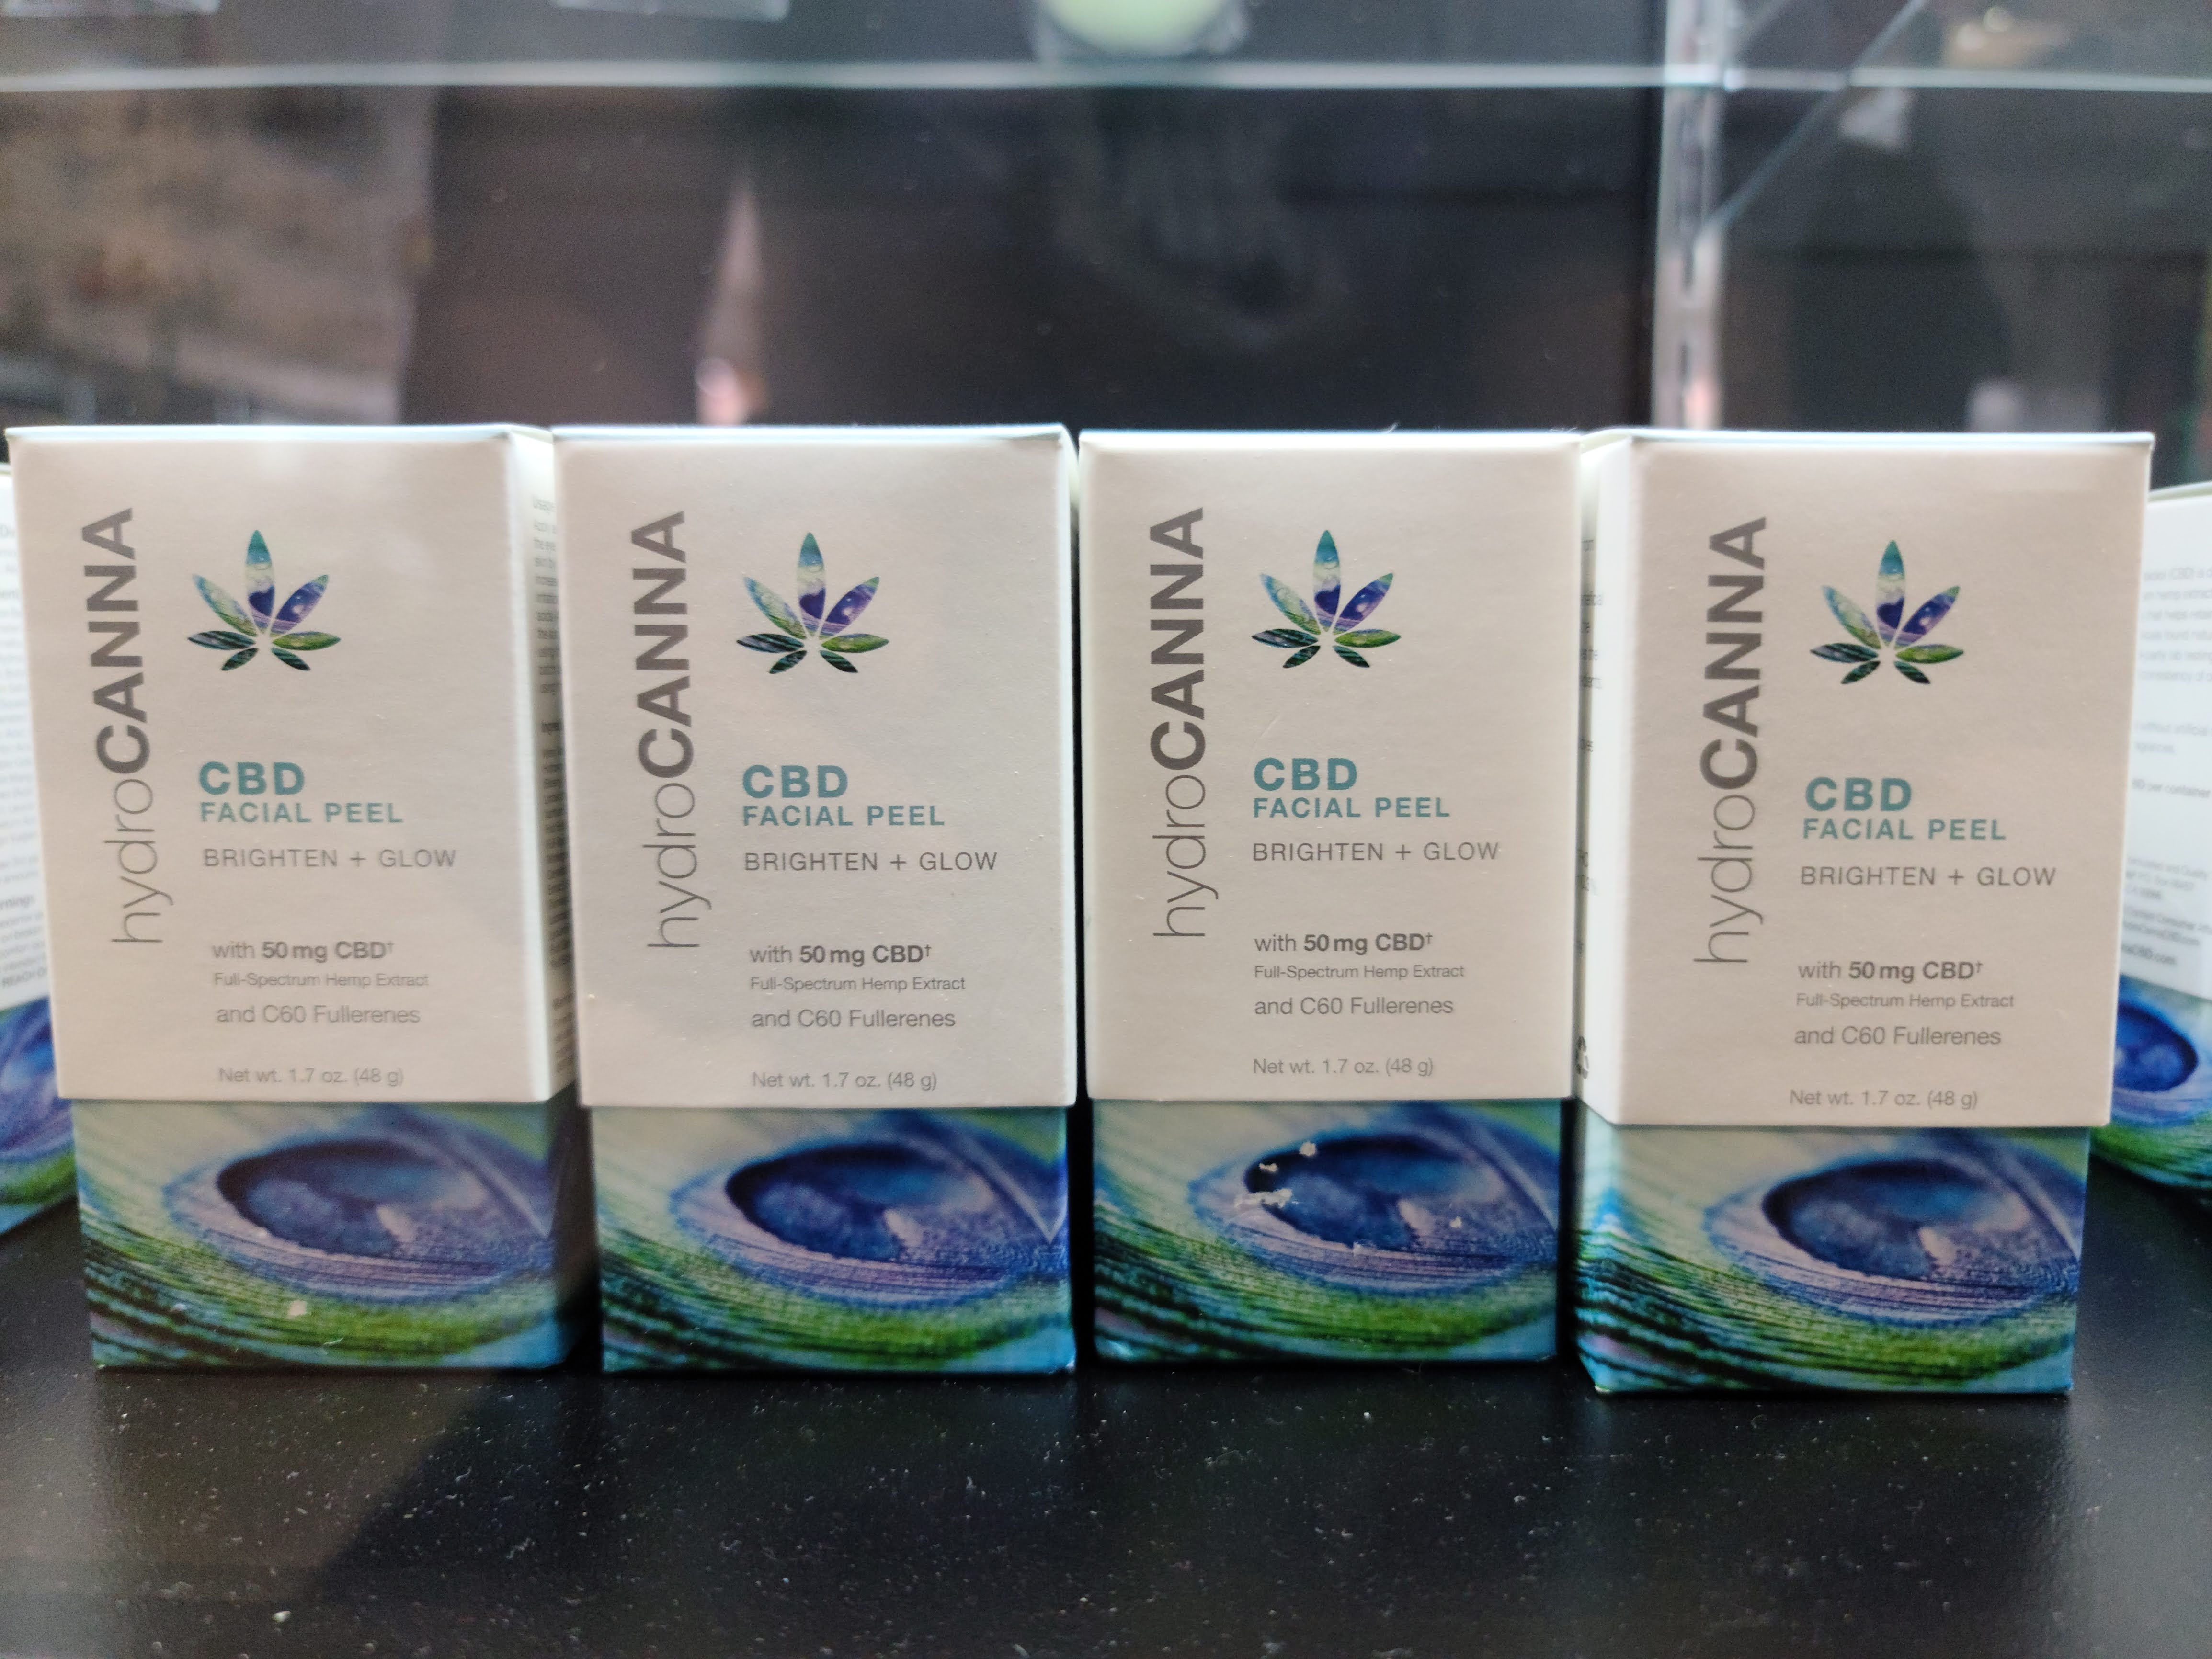 hydroCANNA
CBD
FACIAL PEEL
BRIGHTEN + GLOW
with 50 mg CBD†
Full-Spectrum Hemp Extract
and C60 Fullerenes
Net wt. 1.7 oz. (48 g)
hydroCANNA
CBD
FACIAL PEEL
BRIGHTEN + GLOW
with 50 mg CBD†
Full-Spectrum Hemp Extract
and C60 Fullerenes
Net wt. 1.7 oz. (48 g)
hydroCANNA
CBD
FACIAL PEEL
BRIGHTEN + GLOW
with 50 mg CBD†
Full-Spectrum Hemp Extract
and C60 Fullerenes
Net wt. 1.7 oz. (48 g)
hydroCANNA
CBD
FACIAL PEEL
BRIGHTEN + GLOW
with 50 mg CBD†
Full-Spectrum Hemp Extract
and C60 Fullerenes
Net wt. 1.7 oz. (48 g)